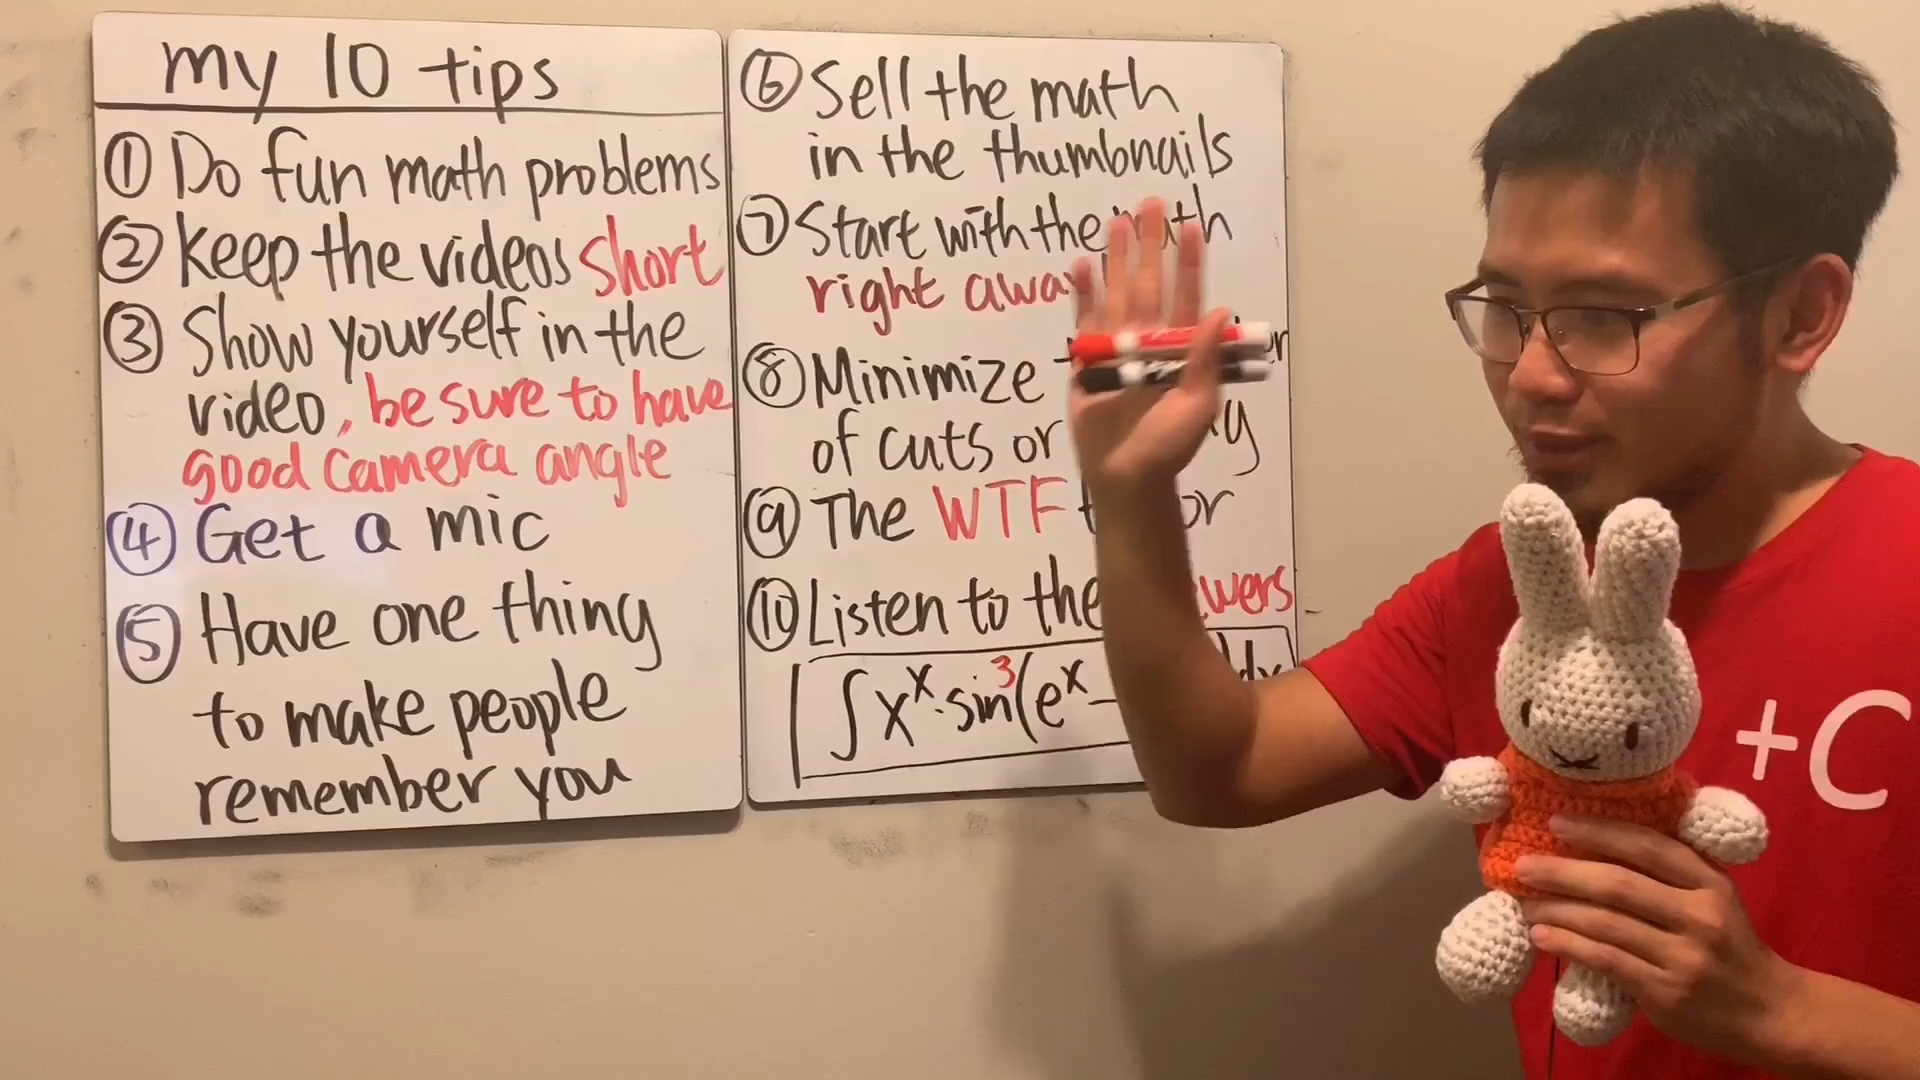 my 10 tips
① Do fun math problems
② Keep the videos short
③ Show yourself in the
video, be sure to have
good camera angle
④ Get a mic
⑤ Have one thing
to make people
remember you
⑥ Sell the math
in the thumbnails
⑦ Start with the math
right away
⑧ Minimize
of cuts or
⑨ The WTF
⑩ Listen to the
∫x^x·sin³(e^x -
+C